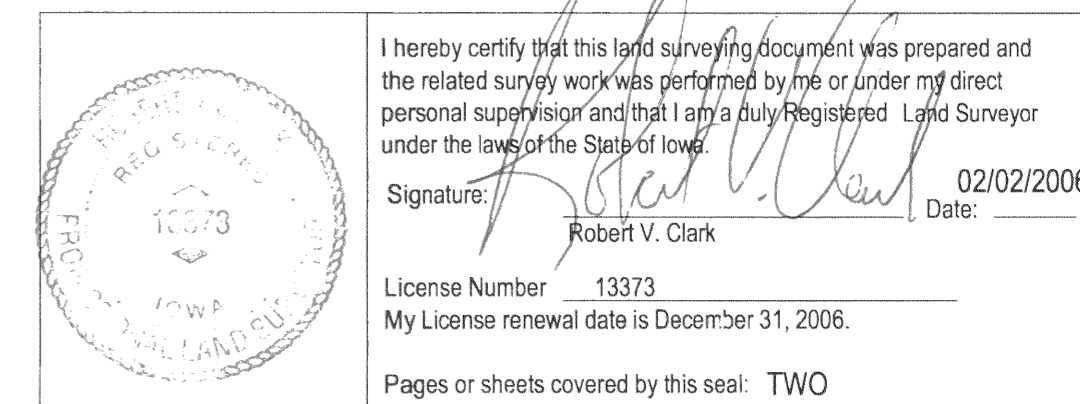 REGISTERED
13373
IOWA
I hereby certify that this land surveying document was prepared and
the related survey work was performed by me or under my direct
personal supervision and that I am a duly Registered Land Surveyor
under the laws of the State of Iowa.
Signature: Robert V. Clark
02/02/2006
Date:
Robert V. Clark
License Number 13373
My License renewal date is December 31, 2006.
Pages or sheets covered by this seal: TWO